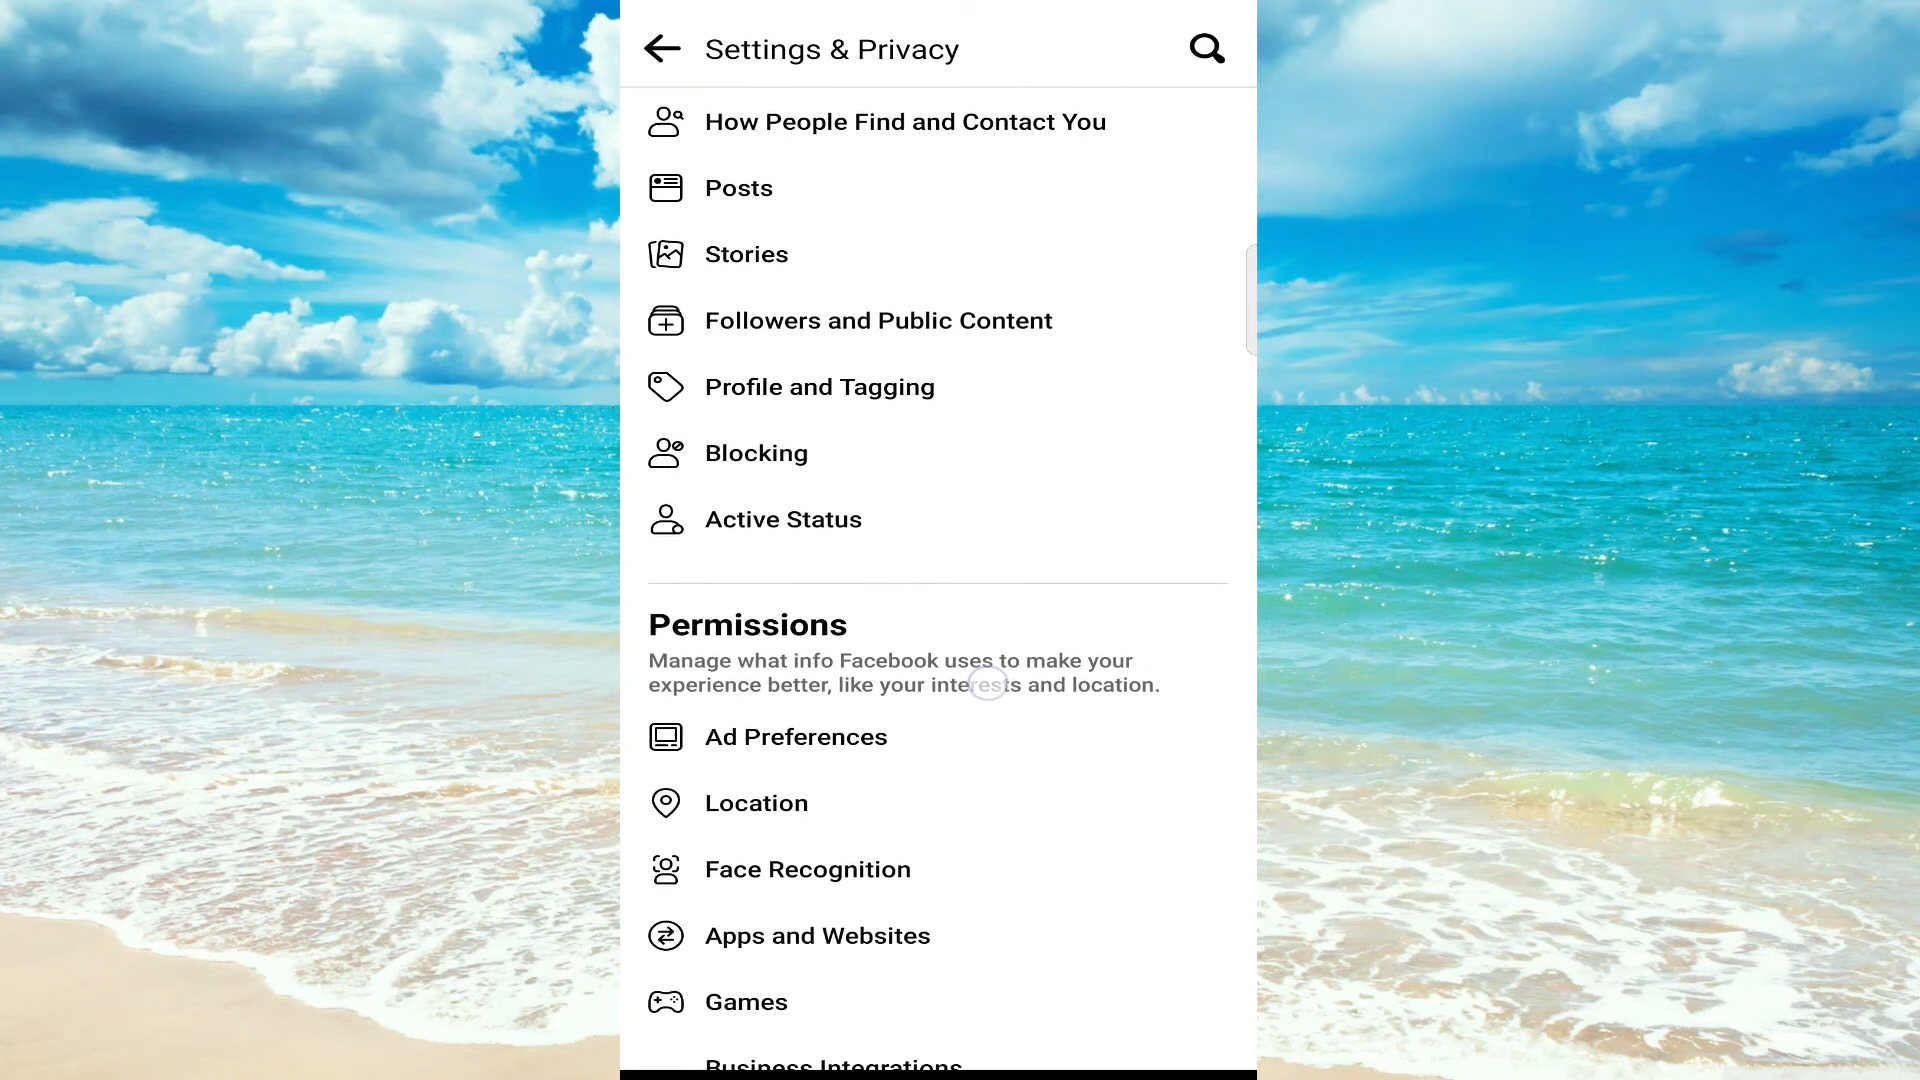 Settings & Privacy
How People Find and Contact You
Posts
Stories
Followers and Public Content
Profile and Tagging
Blocking
Active Status
Permissions
Manage what info Facebook uses to make your
experience better, like your interests and location.
Ad Preferences
Location
Face Recognition
Apps and Websites
Games
Business Integrations